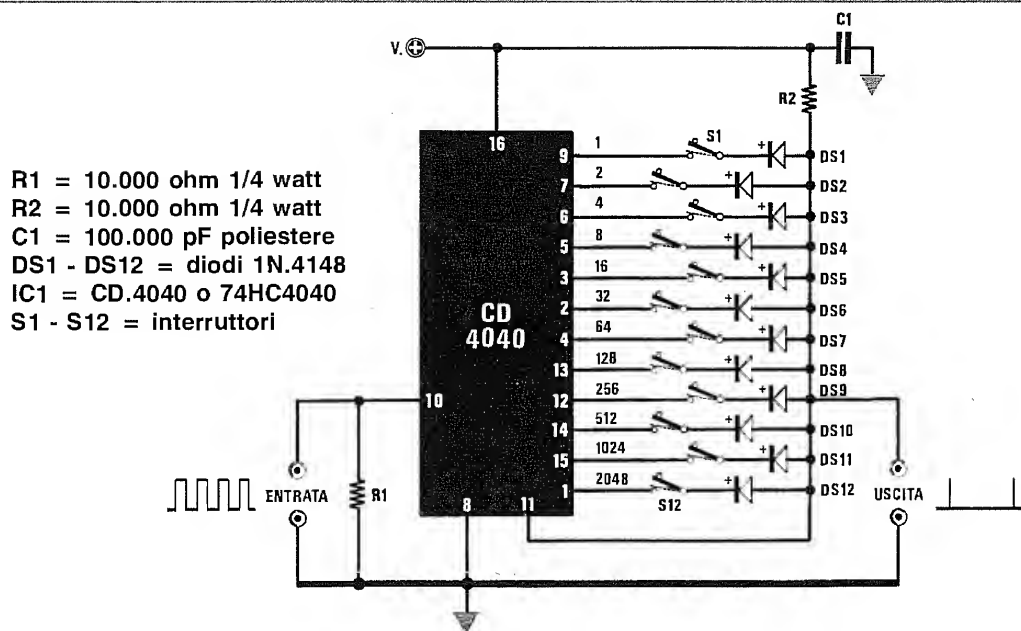 R1 = 10.000 ohm 1/4 watt
R2 = 10.000 ohm 1/4 watt
C1 = 100.000 pF poliestere
DS1 - DS12 = diodi 1N.4148
IC1 = CD.4040 o 74HC4040
S1 - S12 = interruttori
V.
C1
R2
16
9 1 S1 + DS1
7 2 + DS2
6 4 + DS3
5 8 + DS4
3 16 + DS5
2 32 + DS6
4 64 + DS7
13 128 + DS8
12 256 + DS9
14 512 + DS10
15 1024 + DS11
1 2048 S12 + DS12
CD
4040
10
8
11
ENTRATA
R1
USCITA